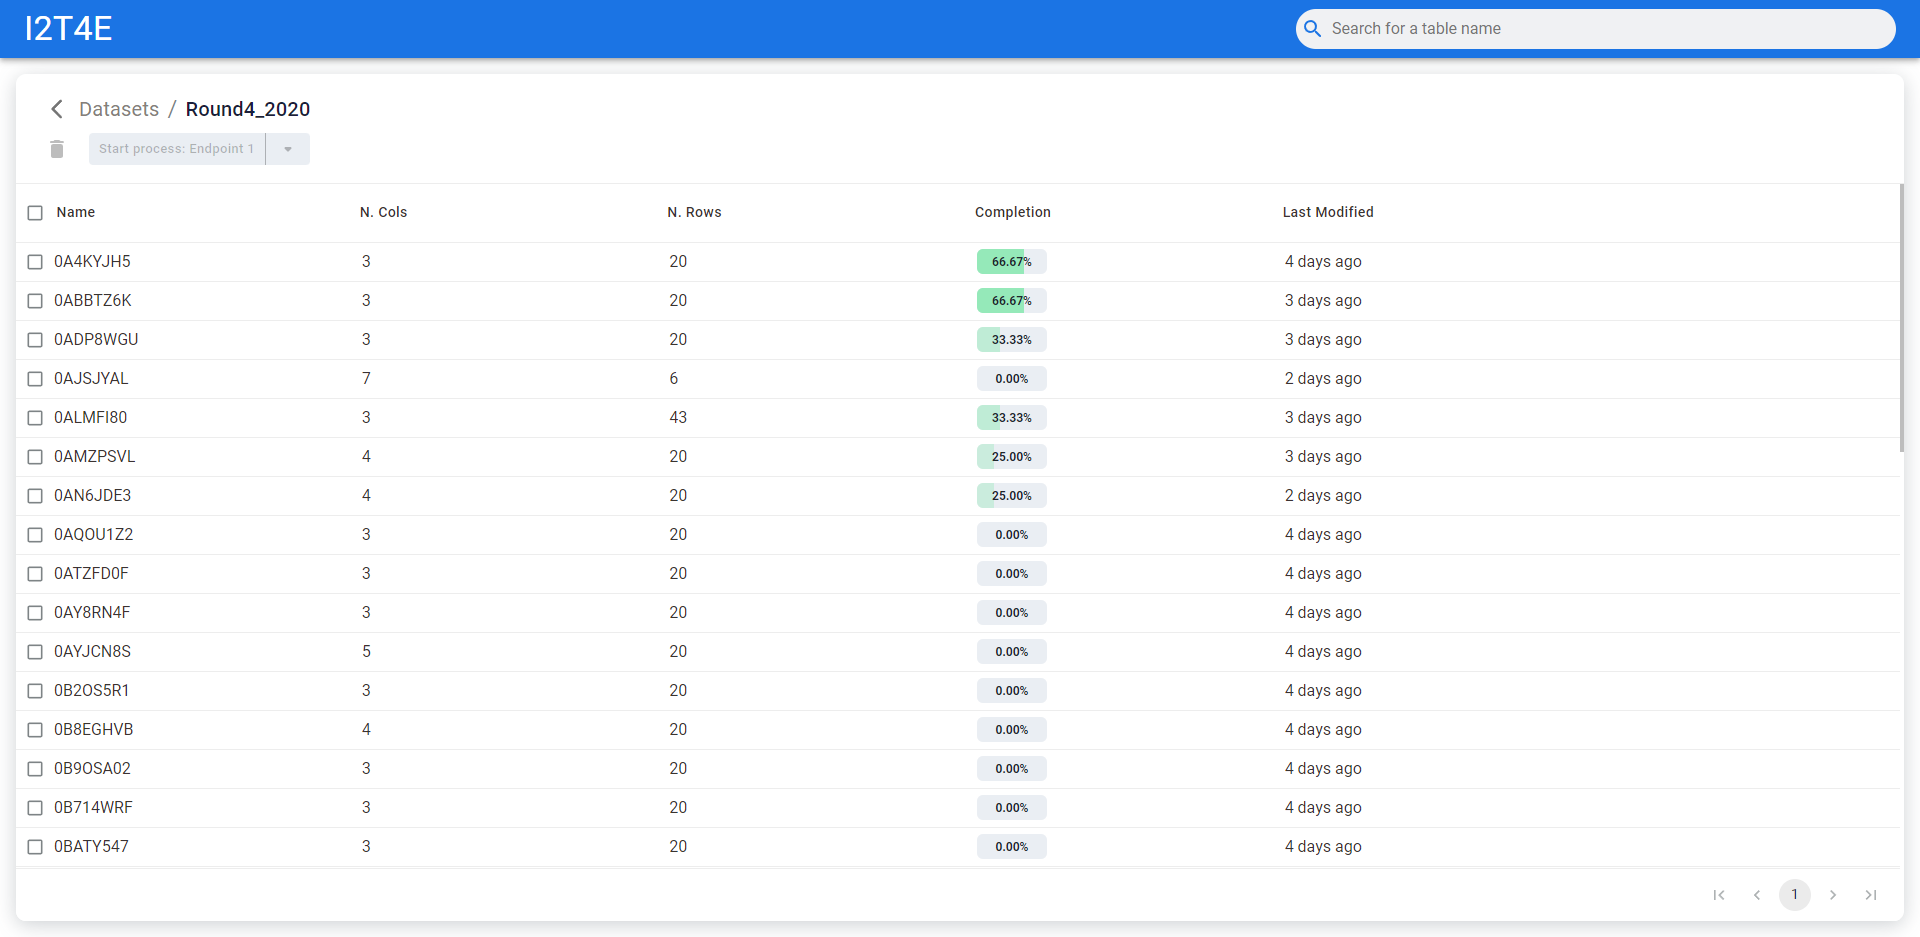 I2T4E
Search for a table name
Datasets / Round4_2020
Start process: Endpoint 1
Name N. Cols N. Rows Completion Last Modified
0A4KYJH5 3 20 66.67% 4 days ago
0ABBTZ6K 3 20 66.67% 3 days ago
0ADP8WGU 3 20 33.33% 3 days ago
0AJSJYAL 7 6 0.00% 2 days ago
0ALMFI80 3 43 33.33% 3 days ago
0AMZPSVL 4 20 25.00% 3 days ago
0AN6JDE3 4 20 25.00% 2 days ago
0AQOU1Z2 3 20 0.00% 4 days ago
0ATZFD0F 3 20 0.00% 4 days ago
0AY8RN4F 3 20 0.00% 4 days ago
0AYJCN8S 5 20 0.00% 4 days ago
0B2OS5R1 3 20 0.00% 4 days ago
0B8EGHVB 4 20 0.00% 4 days ago
0B9OSA02 3 20 0.00% 4 days ago
0B714WRF 3 20 0.00% 4 days ago
0BATY547 3 20 0.00% 4 days ago
1